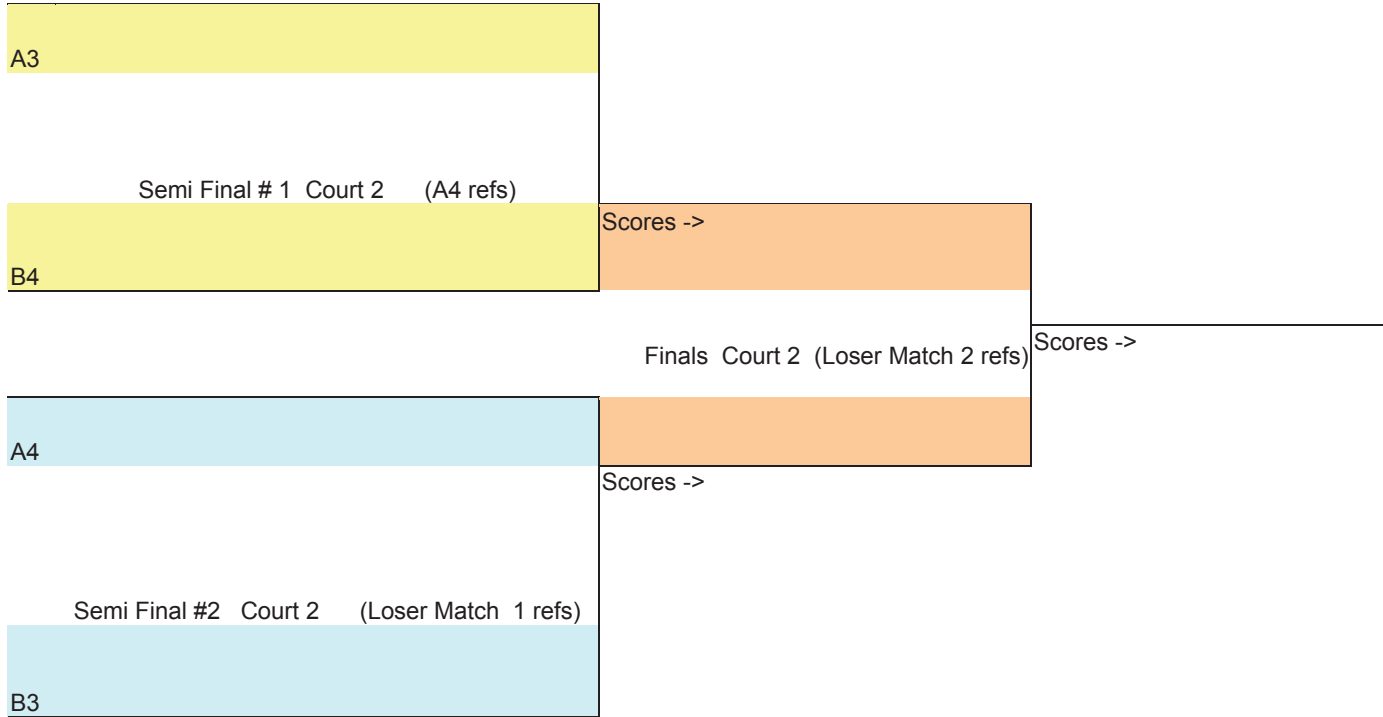 A3
Semi Final # 1 Court 2 (A4 refs)
Scores ->
B4
Scores ->
Finals Court 2 (Loser Match 2 refs)
A4
Scores ->
Semi Final #2 Court 2 (Loser Match 1 refs)
B3